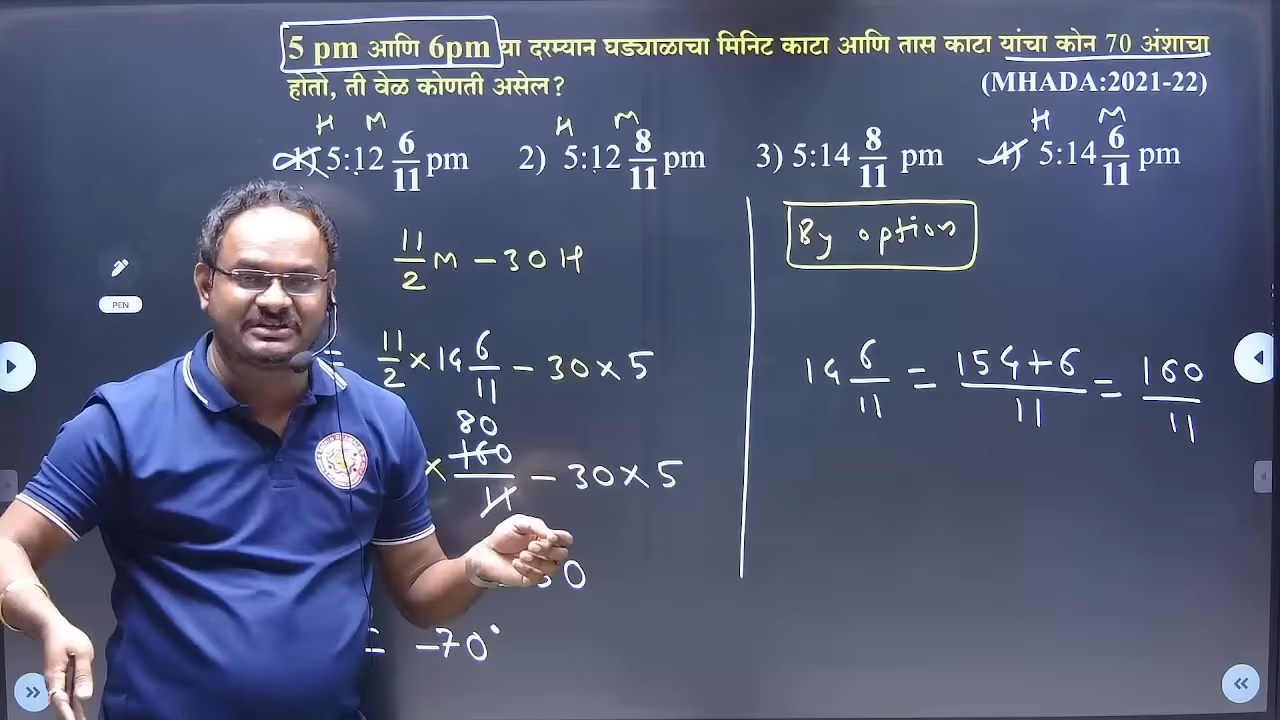 5 pm आणि 6pm या दरम्यान घड्याळाचा मिनिट काटा आणि तास काटा यांचा कोन 70 अंशाचा
होतो, ती वेळ कोणती असेल?
(MHADA:2021-22)
H M H M H M
1) 5:12 6/11 pm 2) 5:12 8/11 pm 3) 5:14 8/11 pm 4) 5:14 6/11 pm
By option
11/2 M - 30 H
= 11/2 × 14 6/11 - 30 × 5
14 6/11 = 154+6/11 = 160/11
80
× 160/11 - 30 × 5
50
= -70°
PEN